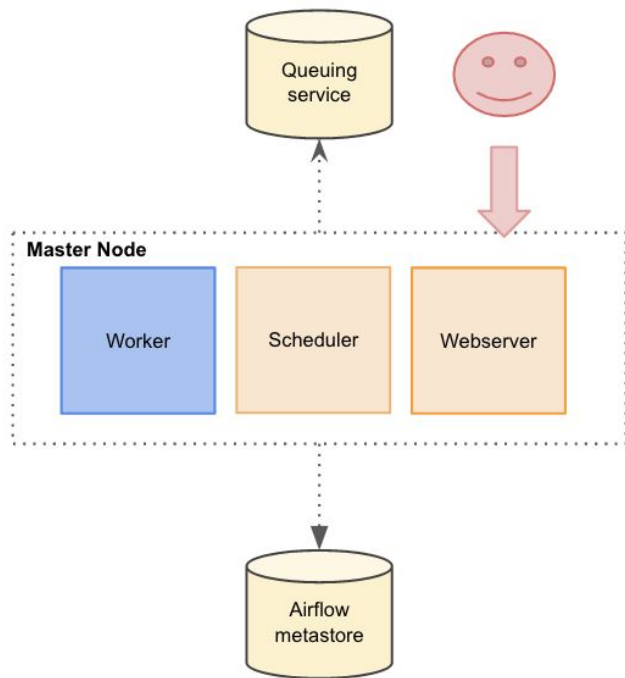 Queuing
service
Master Node
Worker
Scheduler
Webserver
Airflow
metastore